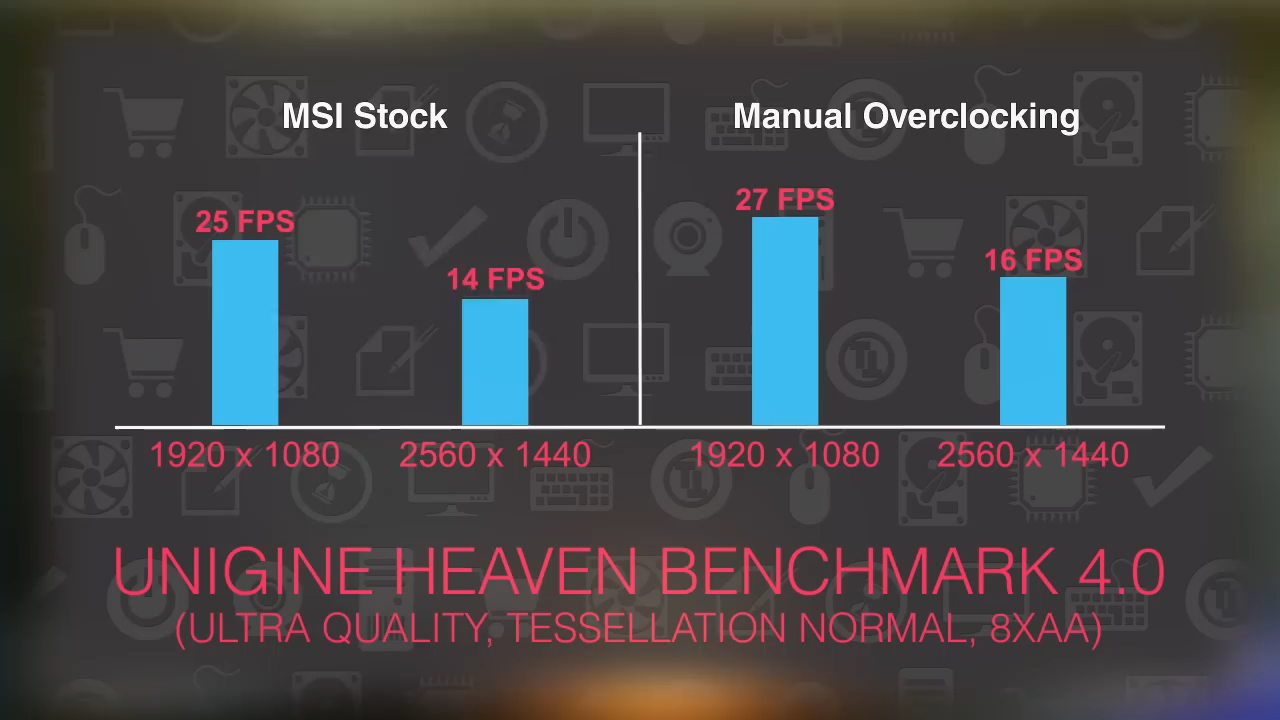 MSI Stock
Manual Overclocking
25 FPS
14 FPS
27 FPS
16 FPS
1920 x 1080
2560 x 1440
1920 x 1080
2560 x 1440
UNIGINE HEAVEN BENCHMARK 4.0
(ULTRA QUALITY, TESSELLATION NORMAL, 8XAA)